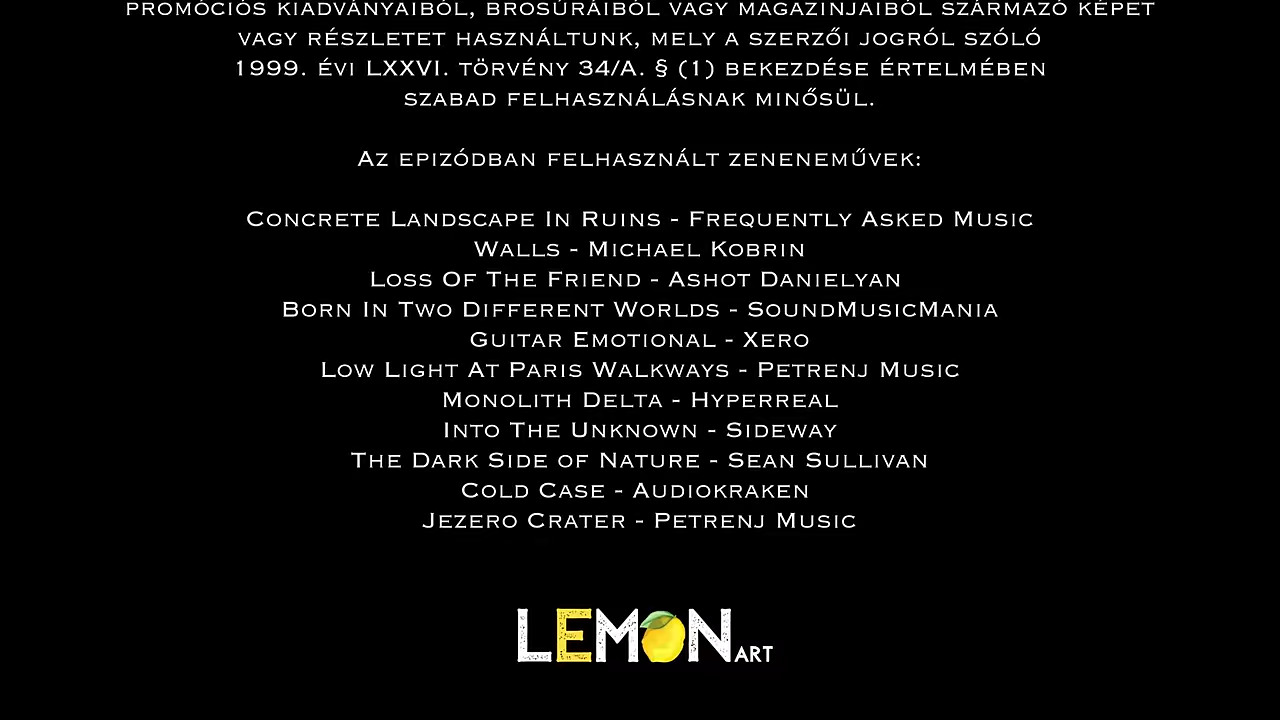 PROMÓCIÓS KIADVÁNYAIBÓL, BROSÚRÁIBÓL VAGY MAGAZINJAIBÓL SZÁRMAZÓ KÉPET
VAGY RÉSZLETET HASZNÁLTUNK, MELY A SZERZŐI JOGRÓL SZÓLÓ
1999. ÉVI LXXVI. TÖRVÉNY 34/A. § (1) BEKEZDÉSE ÉRTELMÉBEN
SZABAD FELHASZNÁLÁSNAK MINŐSÜL.
AZ EPIZÓDBAN FELHASZNÁLT ZENENEMŰVEK:
CONCRETE LANDSCAPE IN RUINS - FREQUENTLY ASKED MUSIC
WALLS - MICHAEL KOBRIN
LOSS OF THE FRIEND - ASHOT DANIELYAN
BORN IN TWO DIFFERENT WORLDS - SOUNDMUSICMANIA
GUITAR EMOTIONAL - XERO
LOW LIGHT AT PARIS WALKWAYS - PETRENJ MUSIC
MONOLITH DELTA - HYPERREAL
INTO THE UNKNOWN - SIDEWAY
THE DARK SIDE OF NATURE - SEAN SULLIVAN
COLD CASE - AUDIOKRAKEN
JEZERO CRATER - PETRENJ MUSIC
LEMON ART